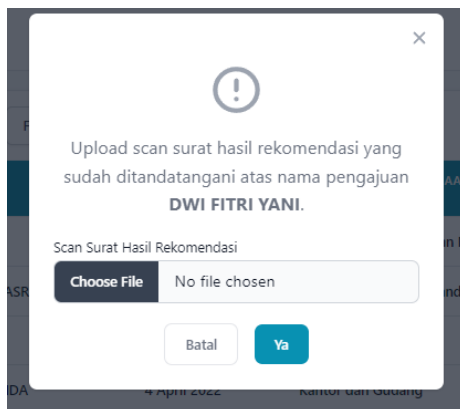 Upload scan surat hasil rekomendasi yang
sudah ditandatangani atas nama pengajuan
DWI FITRI YANI.
Scan Surat Hasil Rekomendasi
Choose File No file chosen
Batal Ya
4 April 2022 Kantor dan Gudang